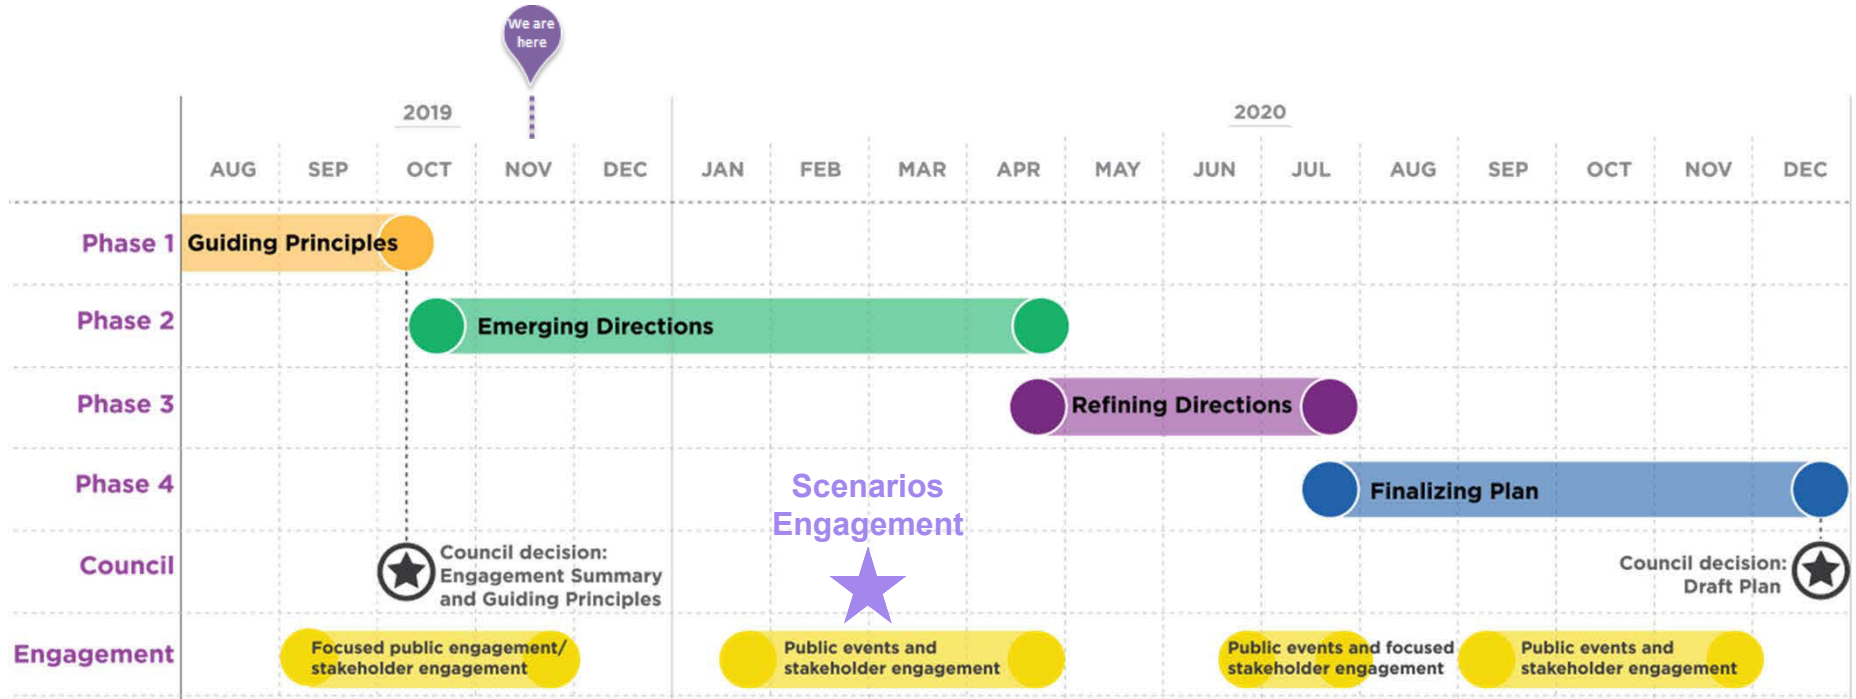 We are
here
2019
2020
AUG SEP OCT NOV DEC JAN FEB MAR APR MAY JUN JUL AUG SEP OCT NOV DEC
Phase 1
Guiding Principles
Phase 2
Emerging Directions
Phase 3
Refining Directions
Phase 4
Finalizing Plan
Scenarios
Engagement
Council
Council decision:
Engagement Summary
and Guiding Principles
Council decision:
Draft Plan
Engagement
Focused public engagement/
stakeholder engagement
Public events and
stakeholder engagement
Public events and focused
stakeholder engagement
Public events and
stakeholder engagement